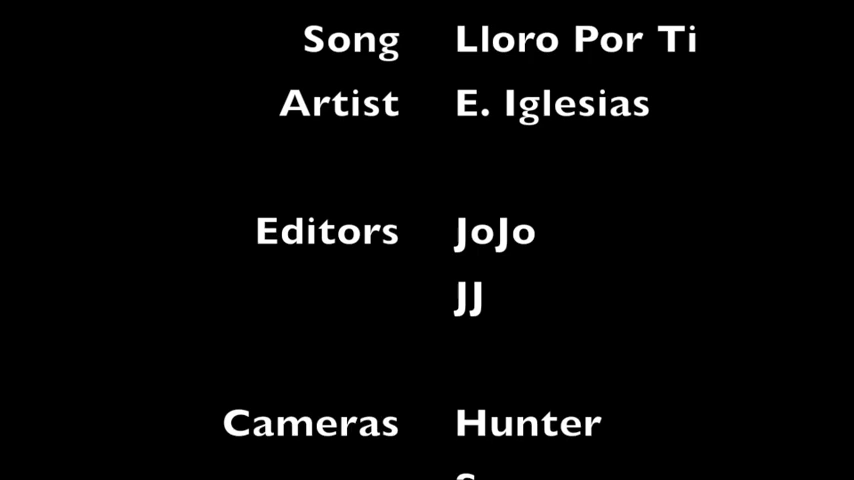 Song Lloro Por Ti
Artist E. Iglesias
Editors JoJo
JJ
Cameras Hunter